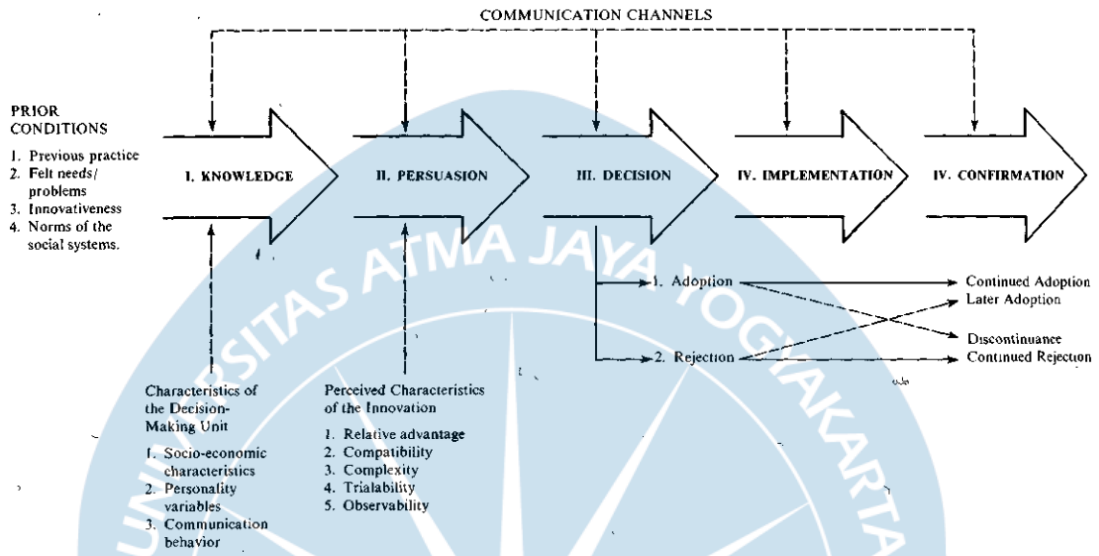 COMMUNICATION CHANNELS
PRIOR
CONDITIONS
1. Previous practice
2. Felt needs/
problems
3. Innovativeness
4. Norms of the
social systems.
I. KNOWLEDGE
II. PERSUASION
III. DECISION
IV. IMPLEMENTATION
IV. CONFIRMATION
1. Adoption
2. Rejection
Continued Adoption
Later Adoption
Discontinuance
Continued Rejection
Characteristics of
the Decision-
Making Unit
1. Socio-economic
characteristics
2. Personality
variables
3. Communication
behavior
Perceived Characteristics
of the Innovation
1. Relative advantage
2. Compatibility
3. Complexity
4. Trialability
5. Observability
UNIVERSITAS ATMA JAYA YOGYAKARTA